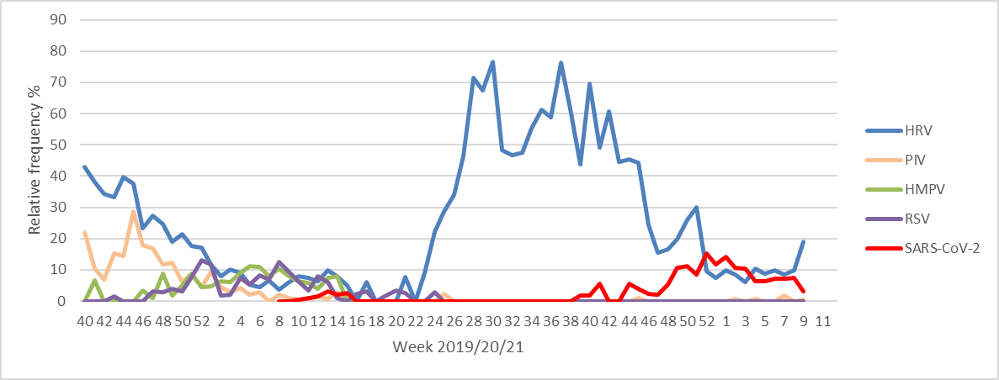 90
80
70
60
50
40
30
20
10
0
Relative frequency %
40 42 44 46 48 50 52 2 4 6 8 10 12 14 16 18 20 22 24 26 28 30 32 34 36 38 40 42 44 46 48 50 52 1 3 5 7 9 11
Week 2019/20/21
HRV
PIV
HMPV
RSV
SARS-CoV-2